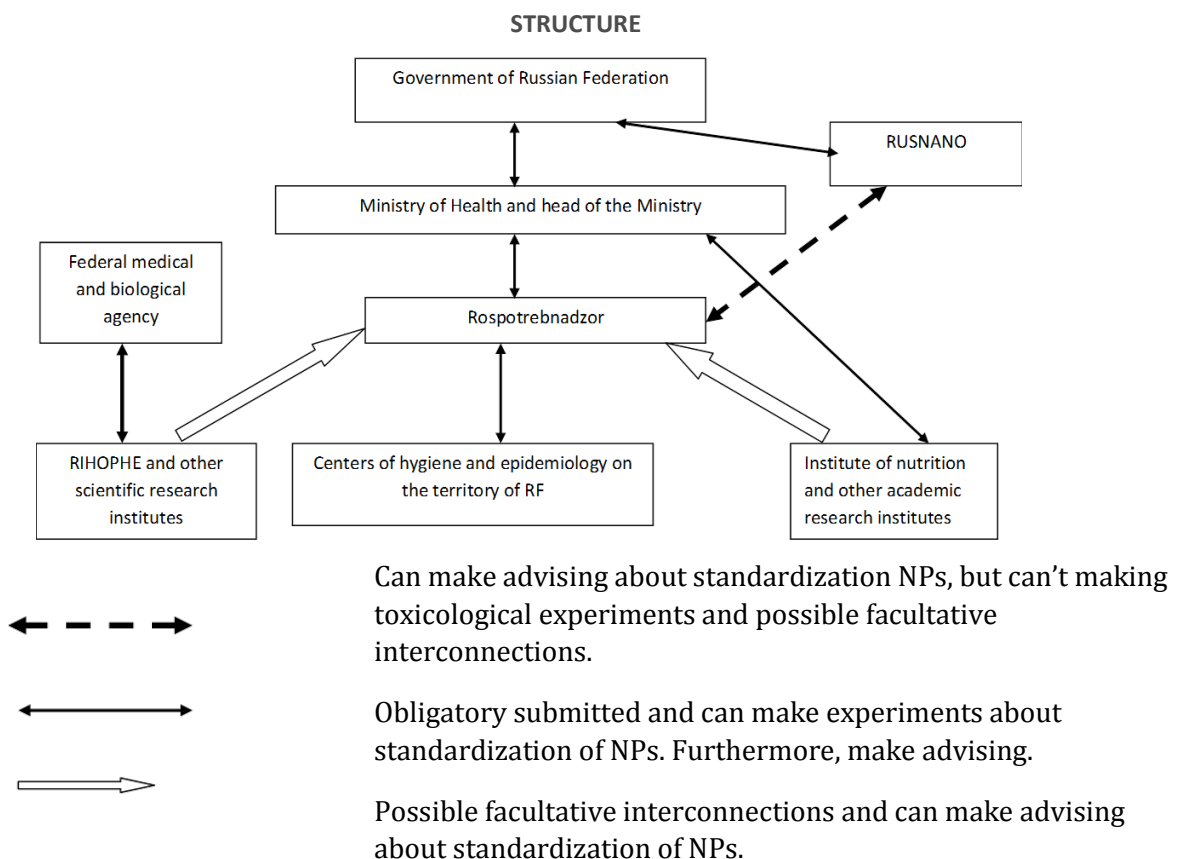 STRUCTURE
Government of Russian Federation
RUSNANO
Ministry of Health and head of the Ministry
Federal medical
and biological
agency
Rospotrebnadzor
RIHOPHE and other
scientific research
institutes
Centers of hygiene and epidemiology on
the territory of RF
Institute of nutrition
and other academic
research institutes
Can make advising about standardization NPs, but can’t making
toxicological experiments and possible facultative
interconnections.
Obligatory submitted and can make experiments about
standardization of NPs. Furthermore, make advising.
Possible facultative interconnections and can make advising
about standardization of NPs.